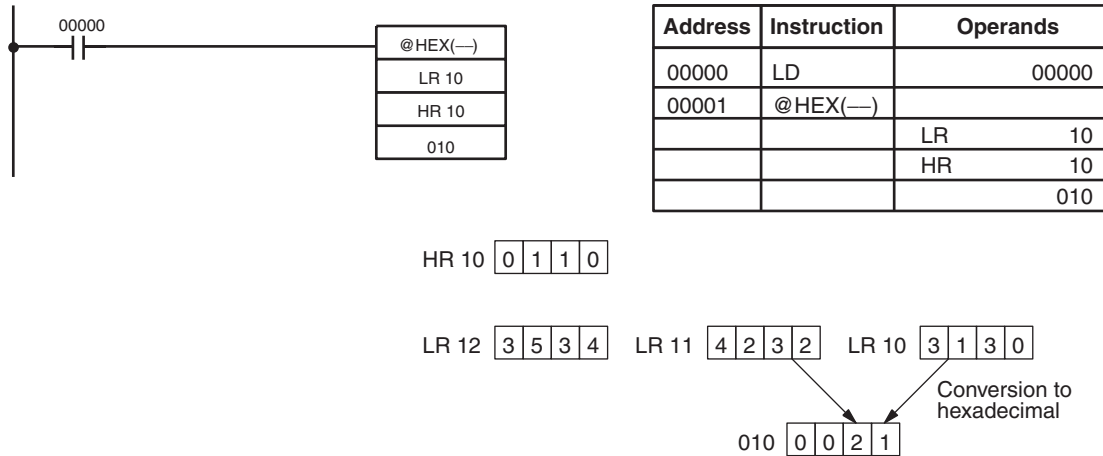 00000
@HEX(––)
LR 10
HR 10
010
Address Instruction Operands
00000 LD 00000
00001 @HEX(––)
LR 10
HR 10
010
HR 10 0 1 1 0
LR 12 3 5 3 4 LR 11 4 2 3 2 LR 10 3 1 3 0
Conversion to
hexadecimal
010 0 0 2 1